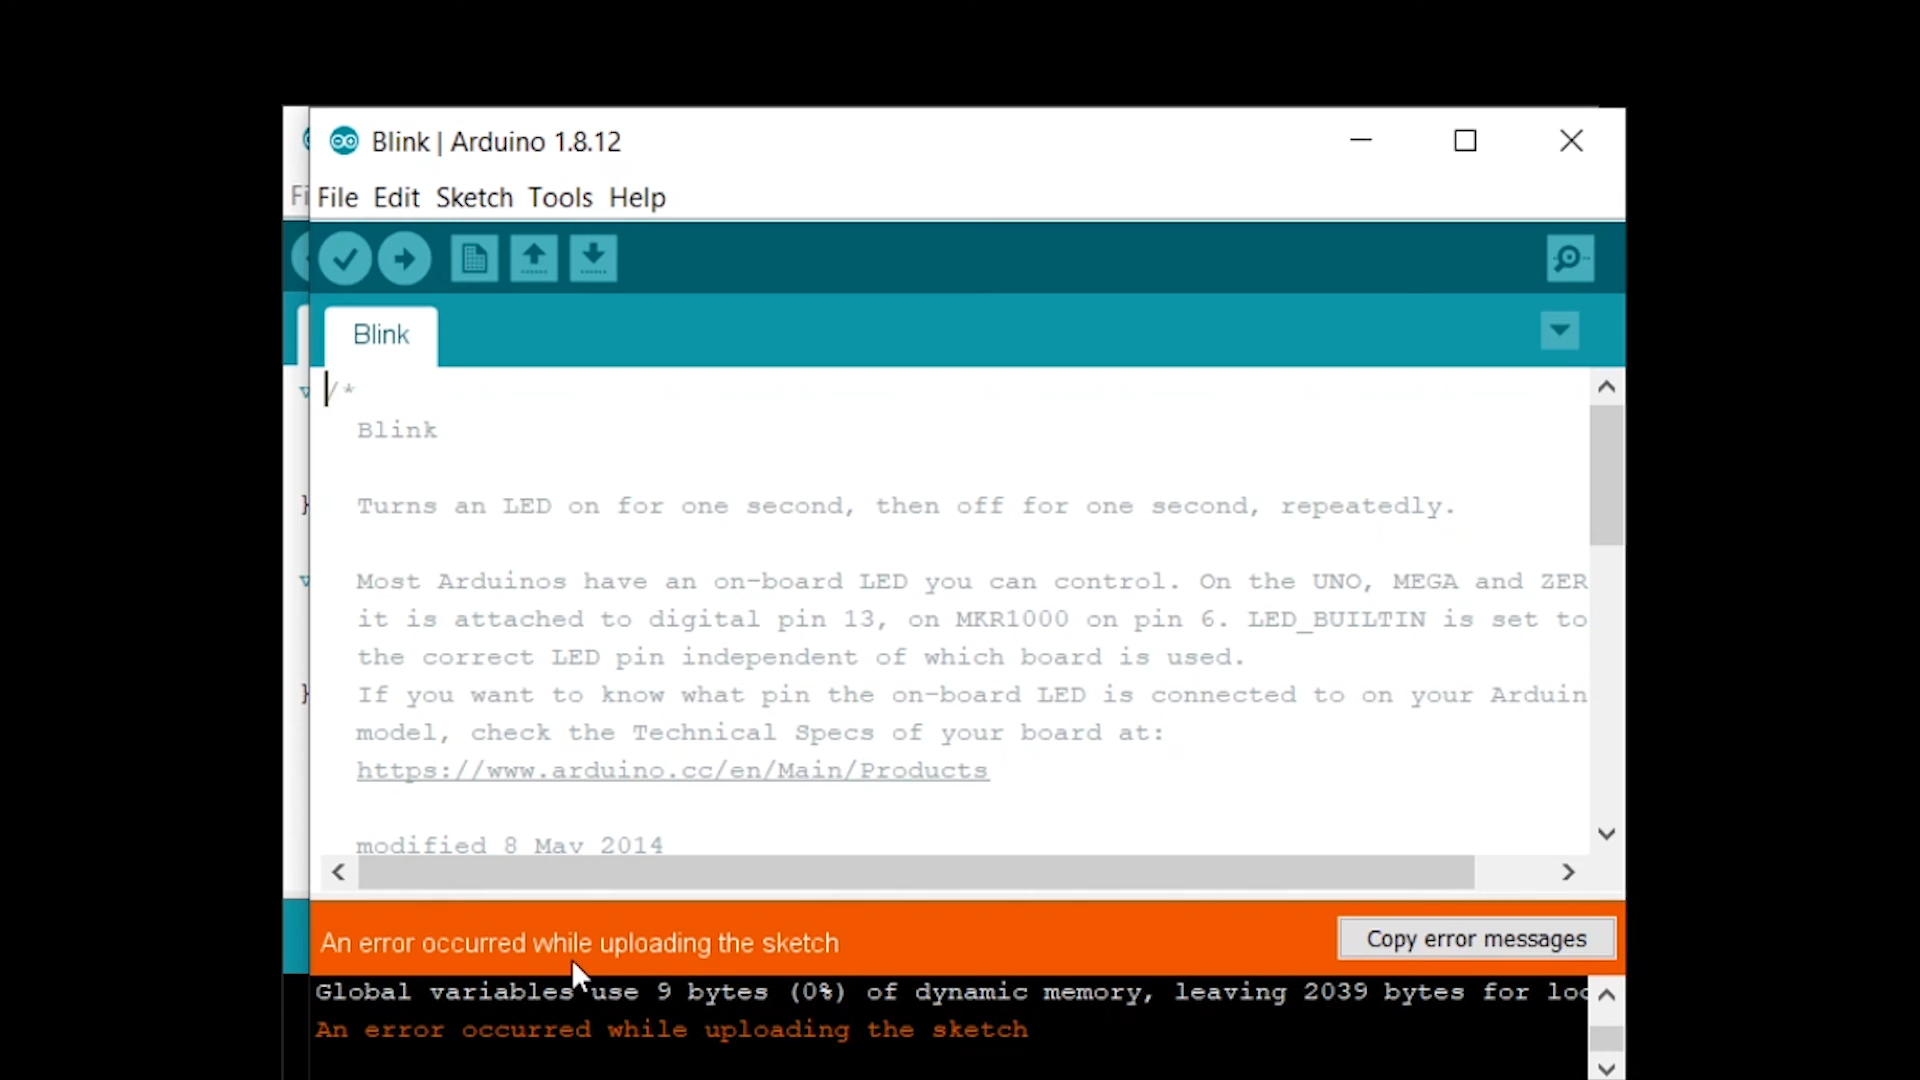 Blink | Arduino 1.8.12
Fi
File Edit Sketch Tools Help
Blink
/*
Blink
Turns an LED on for one second, then off for one second, repeatedly.
}
Most Arduinos have an on-board LED you can control. On the UNO, MEGA and ZER
it is attached to digital pin 13, on MKR1000 on pin 6. LED_BUILTIN is set to
the correct LED pin independent of which board is used.
If you want to know what pin the on-board LED is connected to on your Arduin
}
model, check the Technical Specs of your board at:
https://www.arduino.cc/en/Main/Products
modified 8 May 2014
An error occurred while uploading the sketch
Copy error messages
Global variables use 9 bytes (0%) of dynamic memory, leaving 2039 bytes for loc
An error occurred while uploading the sketch